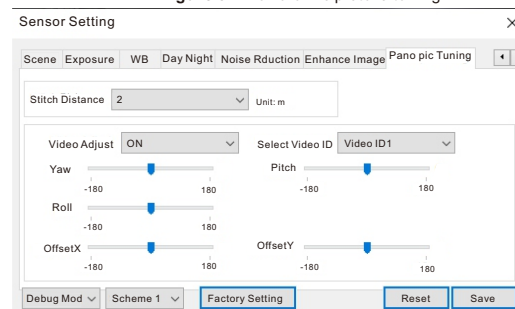 Sensor Setting
Scene Exposure WB Day Night Noise Rduction Enhance Image Pano pic Tuning
Stitch Distance 2 Unit: m
Video Adjust ON Select Video ID Video ID1
Yaw Pitch
-180 180 -180 180
Roll
-180 180
OffsetX OffsetY
-180 180 -180 180
Debug Mod Scheme 1 Factory Setting Reset Save